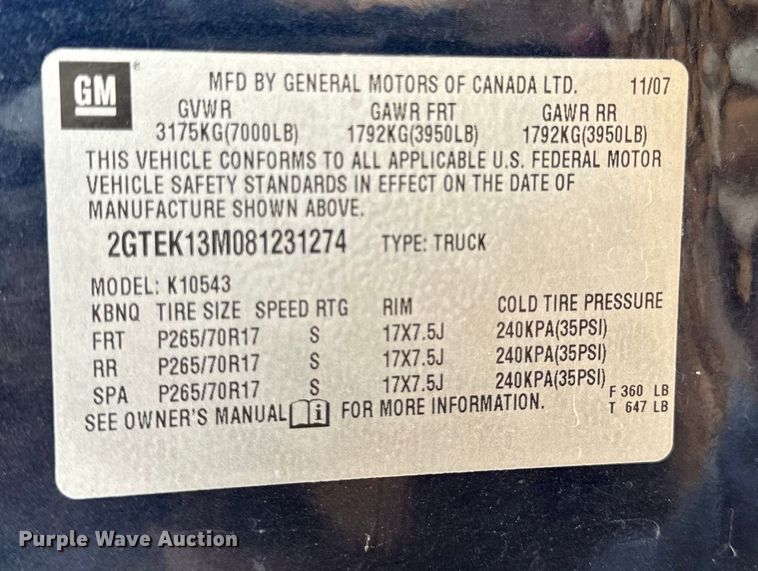 GM ® MFD BY GENERAL MOTORS OF CANADA LTD. 11/07
GVWR GAWR FRT GAWR RR
3175KG(7000LB) 1792KG(3950LB) 1792KG(3950LB)
THIS VEHICLE CONFORMS TO ALL APPLICABLE U.S. FEDERAL MOTOR
VEHICLE SAFETY STANDARDS IN EFFECT ON THE DATE OF
MANUFACTURE SHOWN ABOVE.
2GTEK13M081231274 TYPE: TRUCK
MODEL: K10543
KBNQ TIRE SIZE SPEED RTG RIM COLD TIRE PRESSURE
FRT P265/70R17 S 17X7.5J 240KPA(35PSI)
RR P265/70R17 S 17X7.5J 240KPA(35PSI)
SPA P265/70R17 S 17X7.5J 240KPA(35PSI)
F 360 LB
SEE OWNER'S MANUAL i FOR MORE INFORMATION. T 647 LB
Purple Wave Auction